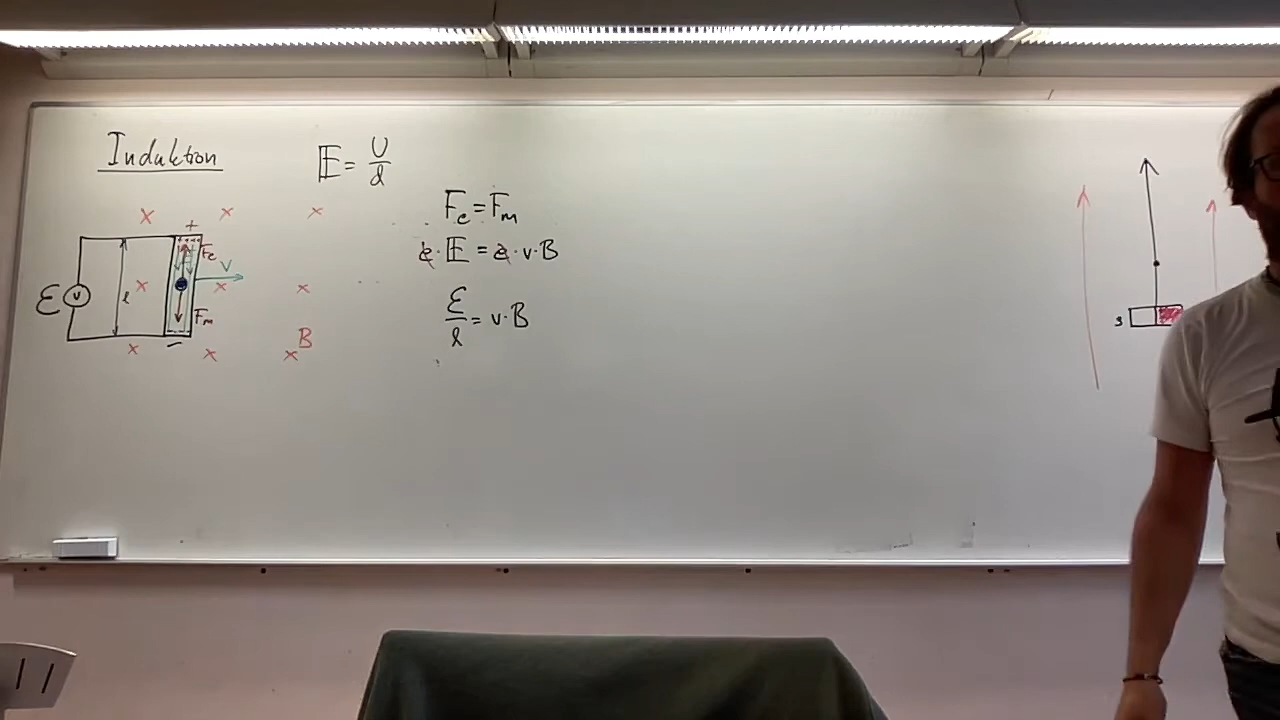 Induktion
E = U/l
Fe = Fm
e · E = e · v · B
ℰ/l = v · B
x x x
+
Fe
v
ℰ V l x x x
Fm
B
x x x
−
s